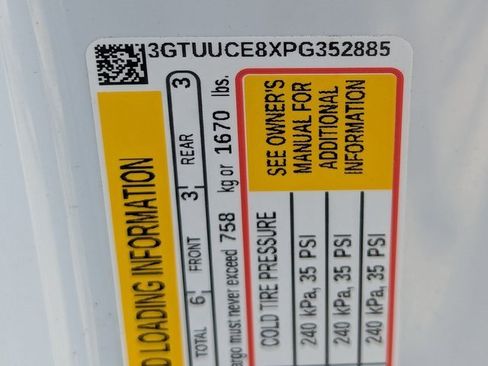 3GTUUCE8XPG352885
D LOADING INFORMATION
TOTAL 6 FRONT 3 REAR 3
argo must never exceed 758 kg or 1670 lbs.
COLD TIRE PRESSURE
240 kPa, 35 PSI
240 kPa, 35 PSI
240 kPa, 35 PSI
SEE OWNER'S
MANUAL FOR
ADDITIONAL
INFORMATION